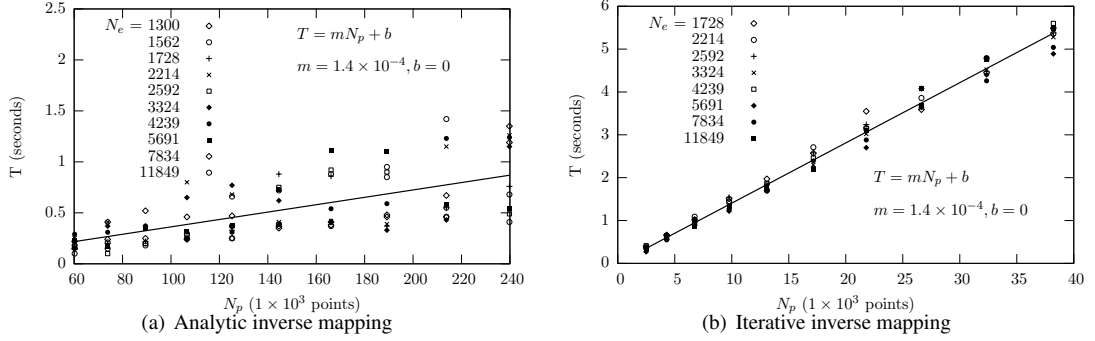 2.5
2
1.5
1
0.5
0
60 80 100 120 140 160 180 200 220 240
T (seconds)
N_p (1 × 10^3 points)
N_e = 1300
1562
1728
2214
2592
3324
4239
5691
7834
11849
T = mN_p + b
m = 1.4 × 10^{-4}, b = 0
(a) Analytic inverse mapping
6
5
4
3
2
1
0
0 5 10 15 20 25 30 35 40
T (seconds)
N_p (1 × 10^3 points)
N_e = 1728
2214
2592
3324
4239
5691
7834
11849
T = mN_p + b
m = 1.4 × 10^{-4}, b = 0
(b) Iterative inverse mapping